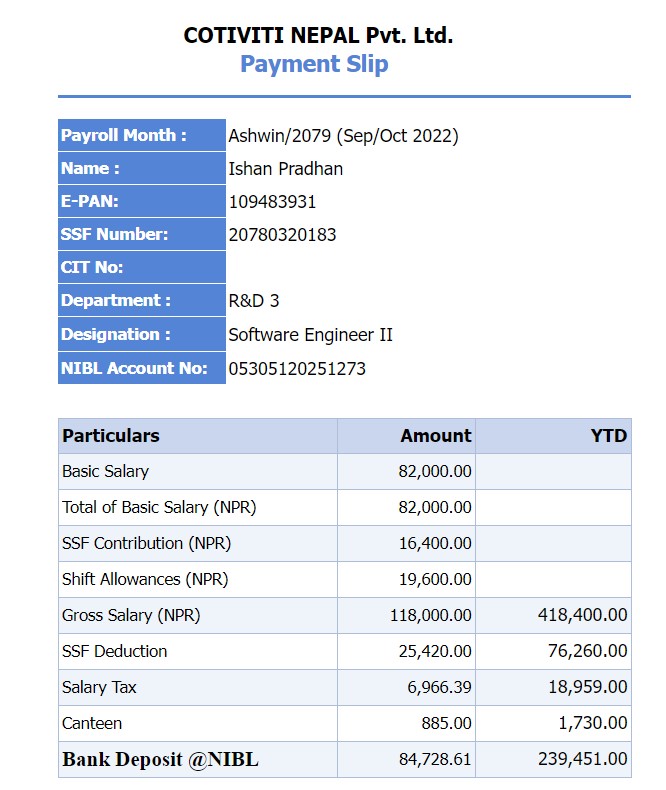 COTIVITI NEPAL Pvt. Ltd.
Payment Slip
Payroll Month : Ashwin/2079 (Sep/Oct 2022)
Name : Ishan Pradhan
E-PAN: 109483931
SSF Number: 20780320183
CIT No:
Department : R&D 3
Designation : Software Engineer II
NIBL Account No: 05305120251273
Particulars Amount YTD
Basic Salary 82,000.00
Total of Basic Salary (NPR) 82,000.00
SSF Contribution (NPR) 16,400.00
Shift Allowances (NPR) 19,600.00
Gross Salary (NPR) 118,000.00 418,400.00
SSF Deduction 25,420.00 76,260.00
Salary Tax 6,966.39 18,959.00
Canteen 885.00 1,730.00
Bank Deposit @NIBL 84,728.61 239,451.00